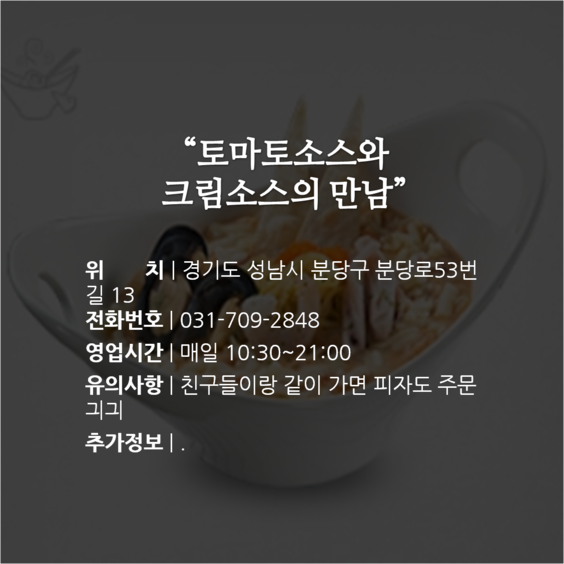 “토마토소스와
크림소스의 만남”
위 치 | 경기도 성남시 분당구 분당로53번
길 13
전화번호 | 031-709-2848
영업시간 | 매일 10:30~21:00
유의사항 | 친구들이랑 같이 가면 피자도 주문
긔긔
추가정보 | .